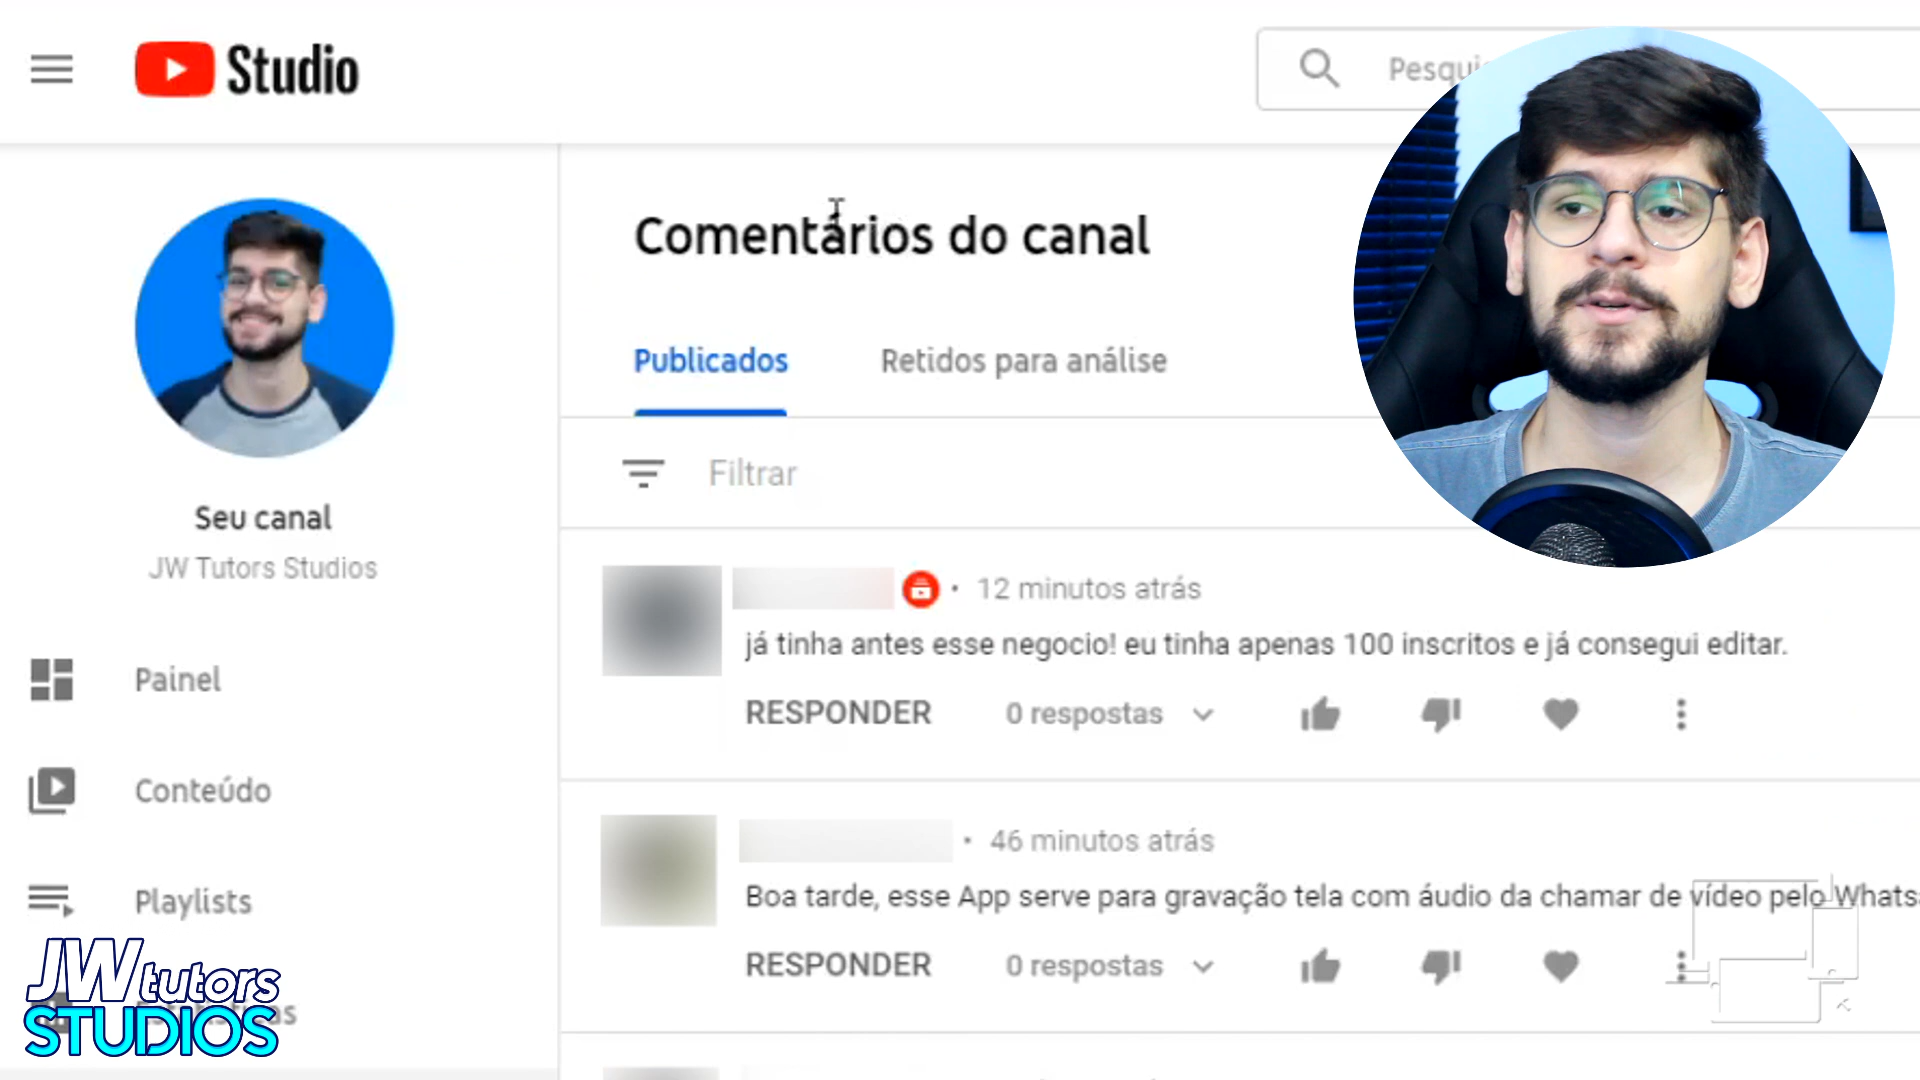 Studio
Comentários do canal
Publicados
Retidos para análise
Filtrar
Seu canal
JW Tutors Studios
Painel
Conteúdo
Playlists
12 minutos atrás
já tinha antes esse negocio! eu tinha apenas 100 inscritos e já consegui editar.
RESPONDER
0 respostas
46 minutos atrás
Boa tarde, esse App serve para gravação tela com áudio da chamar de vídeo pelo
RESPONDER
0 respostas
JW tutors
STUDIOS